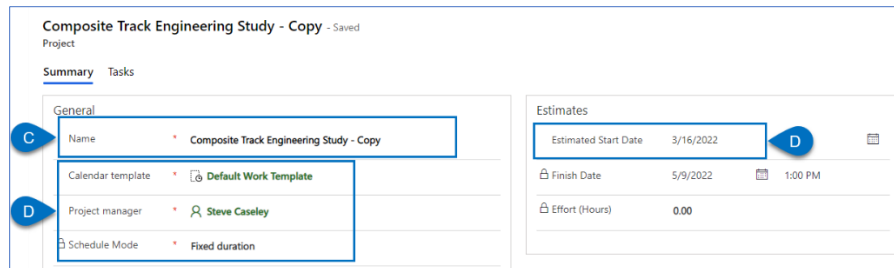 Composite Track Engineering Study - Copy - Saved
Project
Summary Tasks
General
C Name * Composite Track Engineering Study - Copy
Calendar template * Default Work Template
D Project manager * Steve Caseley
Schedule Mode * Fixed duration
Estimates
Estimated Start Date 3/16/2022 D
Finish Date 5/9/2022 1:00 PM
Effort (Hours) 0.00